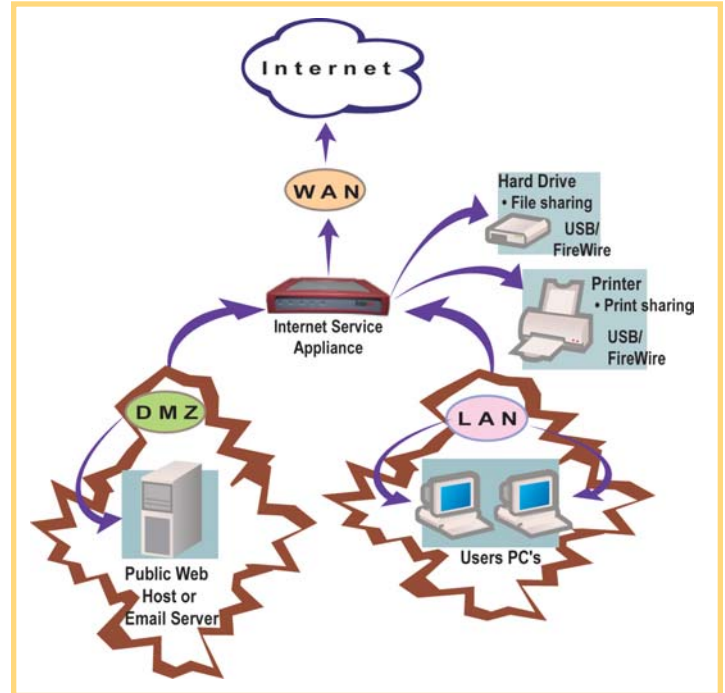 Internet
WAN
Hard Drive
• File sharing
USB/
FireWire
Printer
• Print sharing
USB/
FireWire
Internet Service
Appliance
DMZ
LAN
Public Web
Host or
Email Server
Users PC's